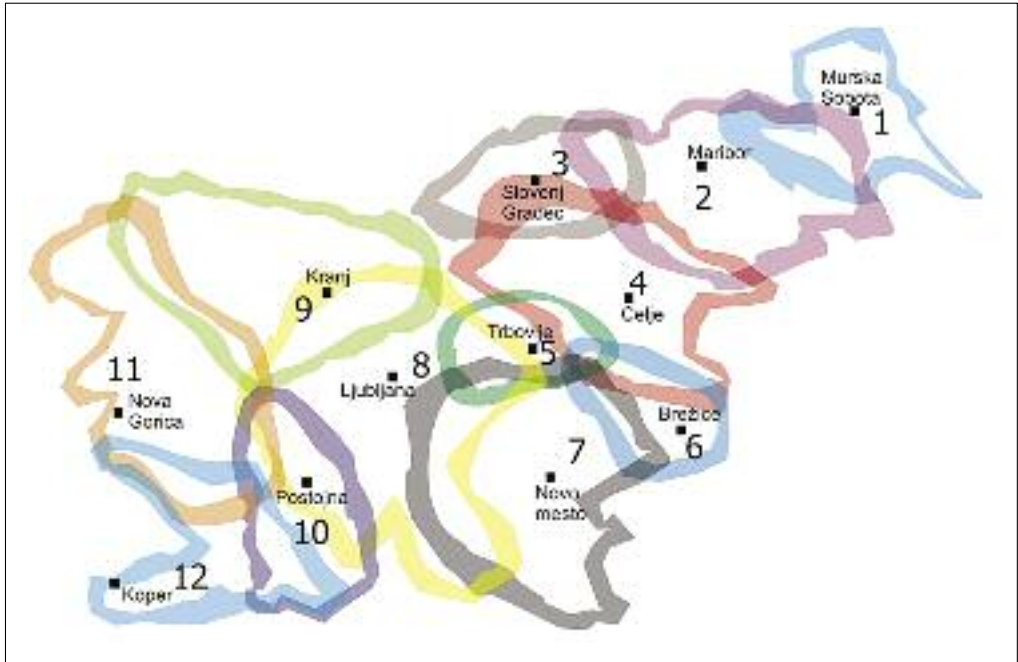 Murska
Sobota
1
Maribor
2
3
Slovenj
Gradec
4
Celje
Kranj
9
Trbovlje
5
8
Ljubljana
11
Nova
Gorica
Brežice
6
7
Novo
mesto
Postojna
10
12
Koper